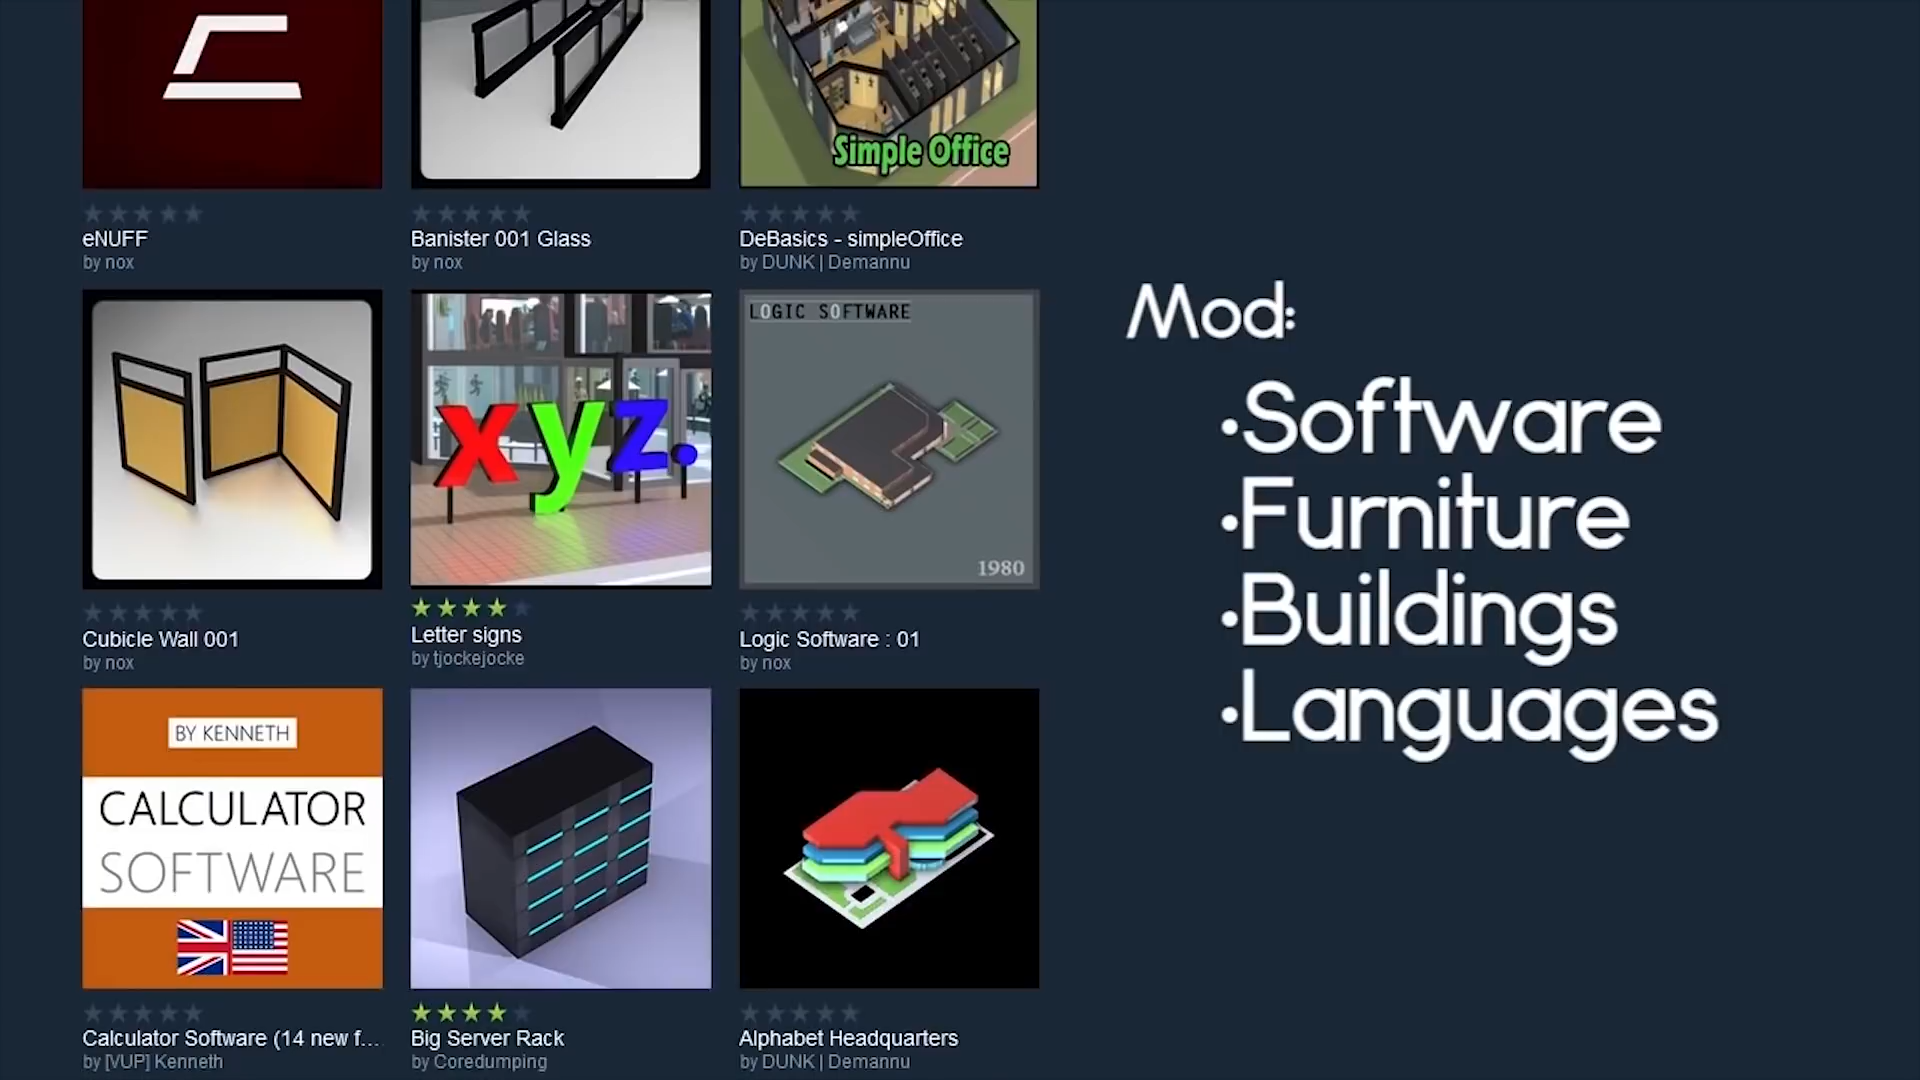 Simple Office
eNUFF
by nox
Banister 001 Glass
by nox
DeBasics - simpleOffice
by DUNK | Demannu
xyz.
LOGIC SOFTWARE
1980
Cubicle Wall 001
by nox
Letter signs
by tjockejocke
Logic Software : 01
by nox
BY KENNETH
CALCULATOR
SOFTWARE
Calculator Software (14 new f...
by [VUP] Kenneth
Big Server Rack
by Coredumping
Alphabet Headquarters
by DUNK | Demannu
Mod:
•Software
•Furniture
•Buildings
•Languages